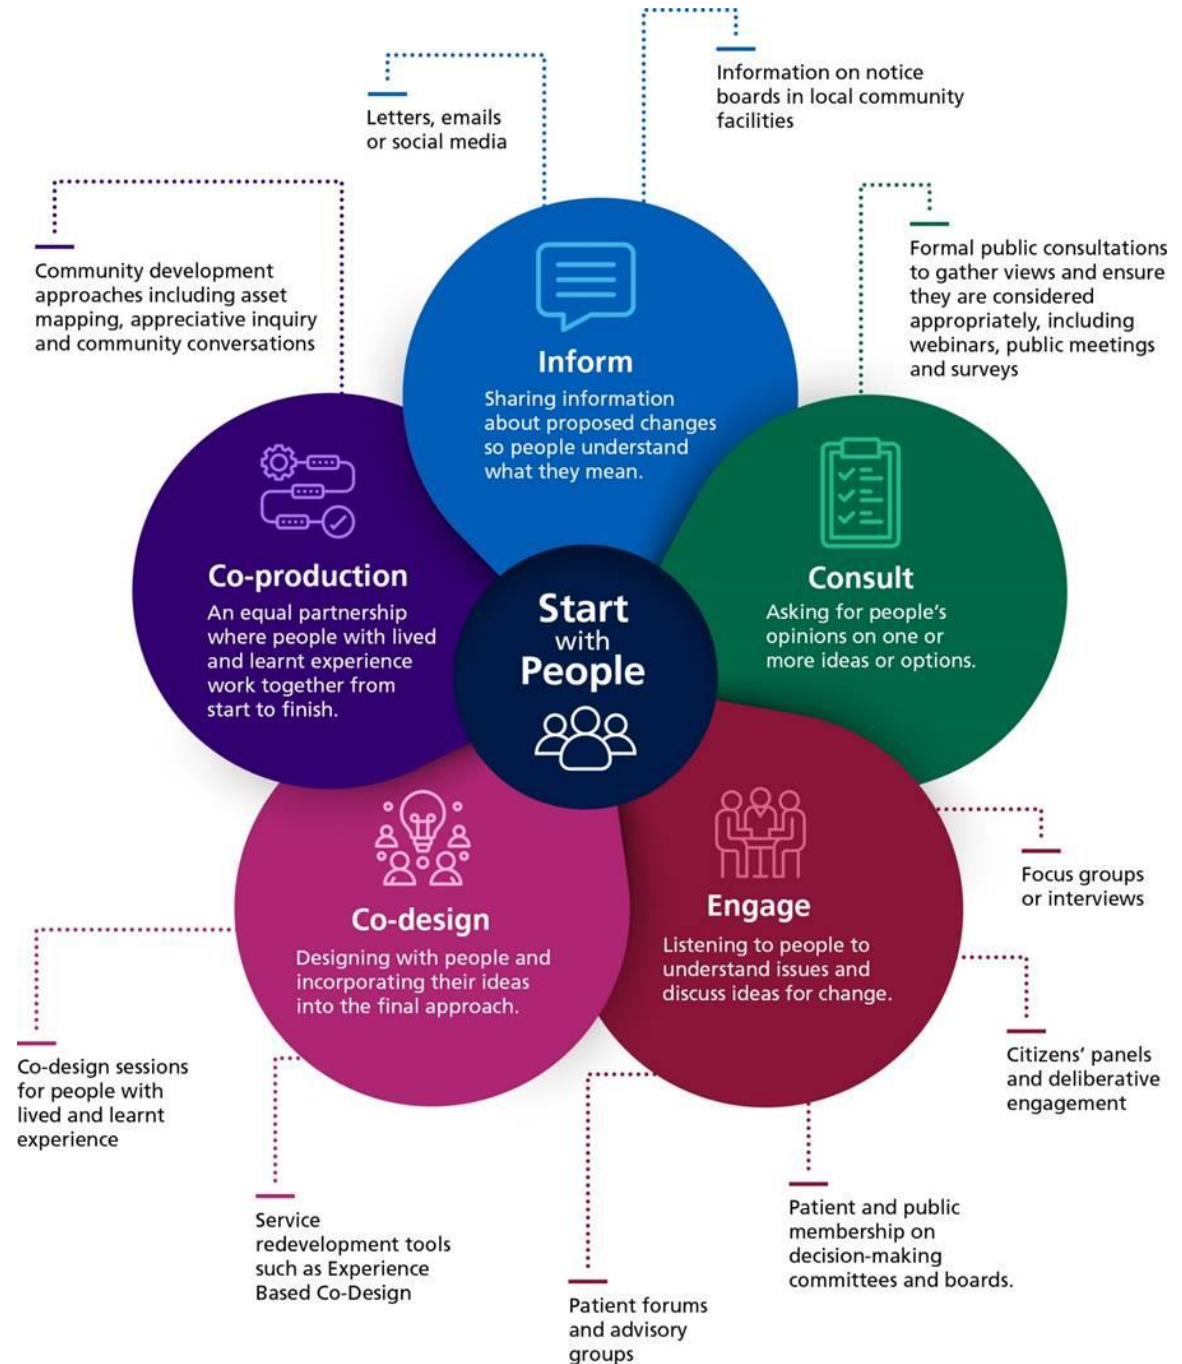 Letters, emails
or social media
Information on notice
boards in local community
facilities
Community development
approaches including asset
mapping, appreciative inquiry
and community conversations
Formal public consultations
to gather views and ensure
they are considered
appropriately, including
webinars, public meetings
and surveys
Inform
Sharing information
about proposed changes
so people understand
what they mean.
Co-production
An equal partnership
where people with lived
and learnt experience
work together from
start to finish.
Start
with
People
Consult
Asking for people’s
opinions on one or
more ideas or options.
Co-design
Designing with people and
incorporating their ideas
into the final approach.
Engage
Listening to people to
understand issues and
discuss ideas for change.
Focus groups
or interviews
Citizens’ panels
and deliberative
engagement
Co-design sessions
for people with
lived and learnt
experience
Service
redevelopment tools
such as Experience
Based Co-Design
Patient and public
membership on
decision-making
committees and boards.
Patient forums
and advisory
groups